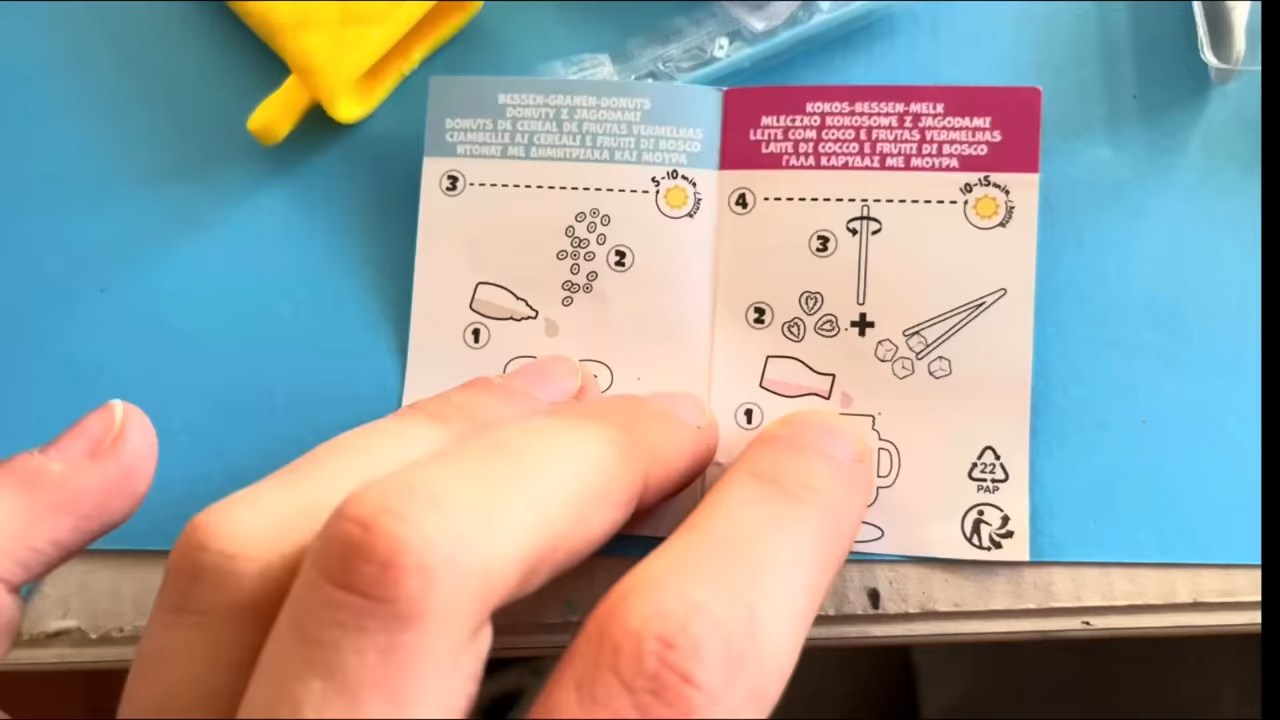 BESSEN-GRANEN-DONUTS
DONUTY Z JAGODAMI
DONUTS DE CEREAL DE FRUTAS VERMELHAS
CIAMBELLE AI CEREALI E FRUTTI DI BOSCO
ΝΤΟΝΑΤ ΜΕ ΔΗΜΗΤΡΙΑΚΑ ΚΑΙ ΜΟΥΡΑ
3
5-10 min.
2
1
KOKOS-BESSEN-MELK
MLECZKO KOKOSOWE Z JAGODAMI
LEITE COM COCO E FRUTAS VERMELHAS
LATTE DI COCCO E FRUTTI DI BOSCO
ΓΑΛΑ ΚΑΡΥΔΑΣ ΜΕ ΜΟΥΡΑ
4
10-15 min.
3
2
1
22
PAP